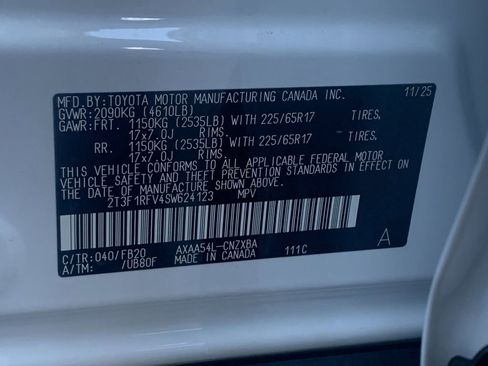 MFD.BY:TOYOTA MOTOR MANUFACTURING CANADA INC. 11/25
GVWR:2090KG (4610LB)
GAWR:FRT. 1150KG (2535LB) WITH 225/65R17 TIRES,
17x7.0J RIMS.
RR. 1150KG (2535LB) WITH 225/65R17 TIRES,
17x7.0J RIMS.
THIS VEHICLE CONFORMS TO ALL APPLICABLE FEDERAL MOTOR
VEHICLE SAFETY AND THEFT PREVENTION STANDARDS IN EFFECT ON
THE DATE OF MANUFACTURE SHOWN ABOVE.
2T3F1RFV4SW624123 MPV
C/TR:040/FB20 AXAA54L-CNZXBA 111C A
A/TM: /UB80F MADE IN CANADA